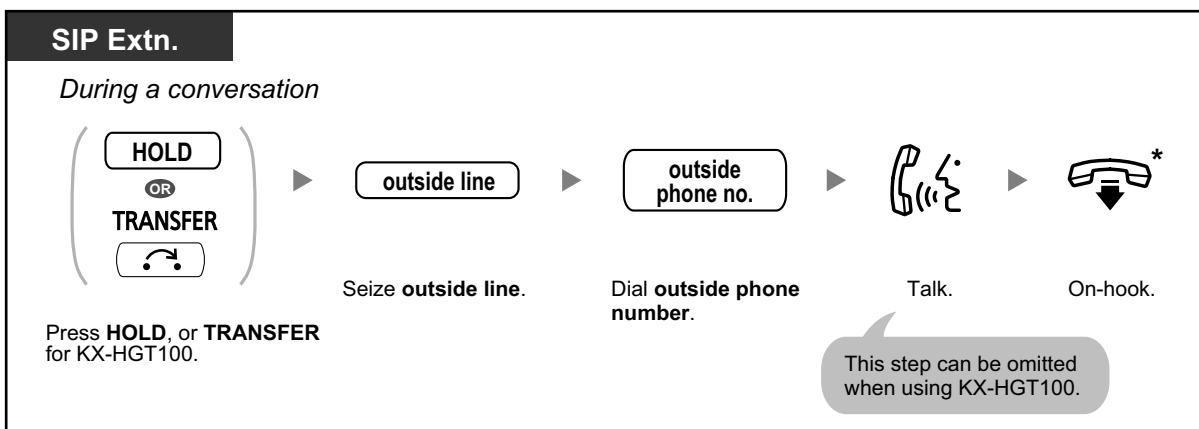 SIP Extn.
During a conversation
HOLD
OR
TRANSFER
outside line
outside
phone no.
*
Press HOLD, or TRANSFER
for KX-HGT100.
Seize outside line.
Dial outside phone
number.
Talk.
On-hook.
This step can be omitted
when using KX-HGT100.